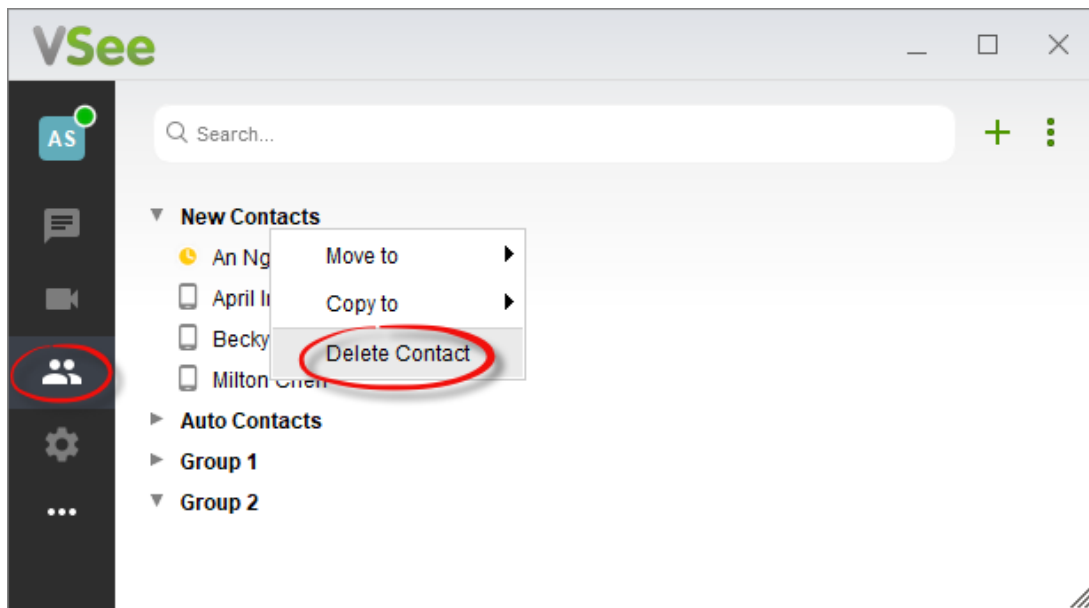 VSee
AS
Search...
New Contacts
An Ng
Move to
April
Copy to
Becky
Delete Contact
Milton Chen
Auto Contacts
Group 1
Group 2